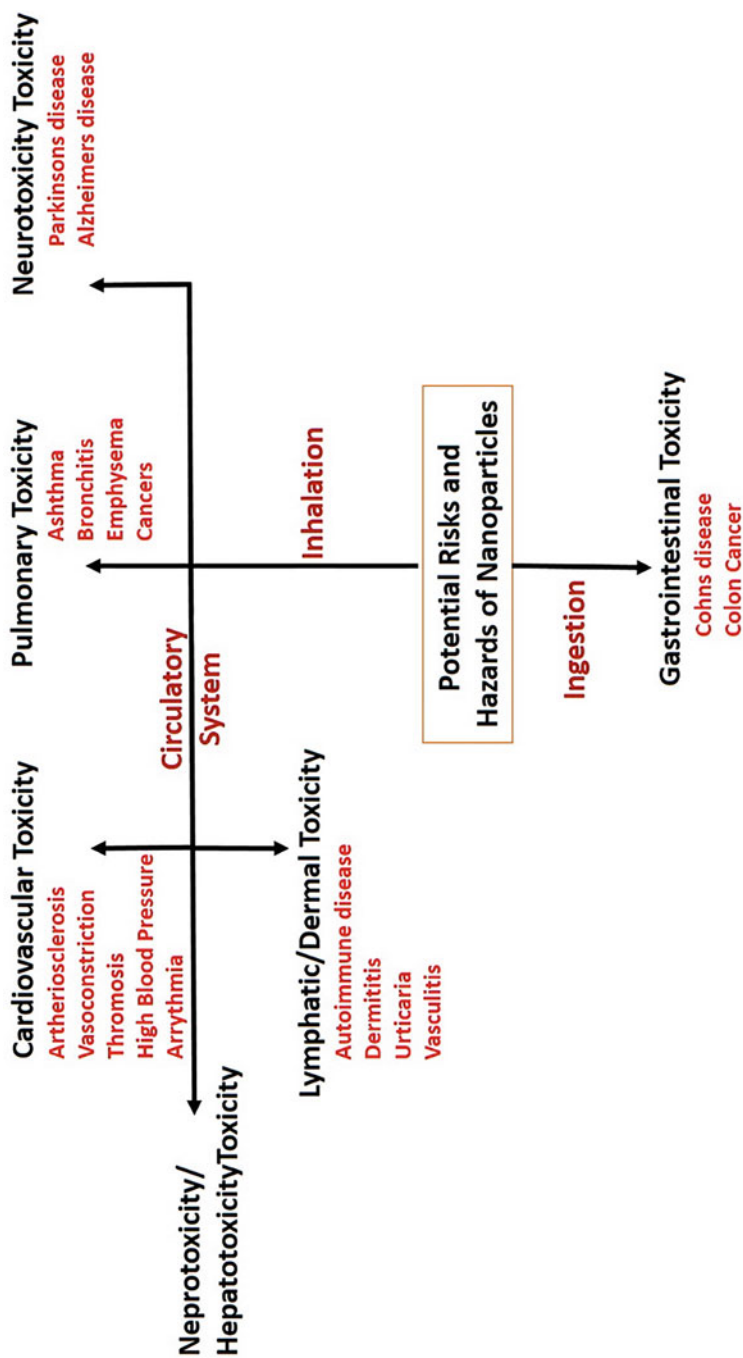 Cardiovascular Toxicity
Artheriosclerosis
Vasoconstriction
Thromosis
High Blood Pressure
Arrythmia
Pulmonary Toxicity
Ashthma
Bronchitis
Emphysema
Cancers
Neurotoxicity Toxicity
Parkinsons disease
Alzheimers disease
Circulatory
System
Neprotoxicity/
HepatotoxicityToxicity
Lymphatic/Dermal Toxicity
Autoimmune disease
Dermititis
Urticaria
Vasculitis
Inhalation
Potential Risks and
Hazards of Nanoparticles
Ingestion
Gastrointestinal Toxicity
Cohns disease
Colon Cancer